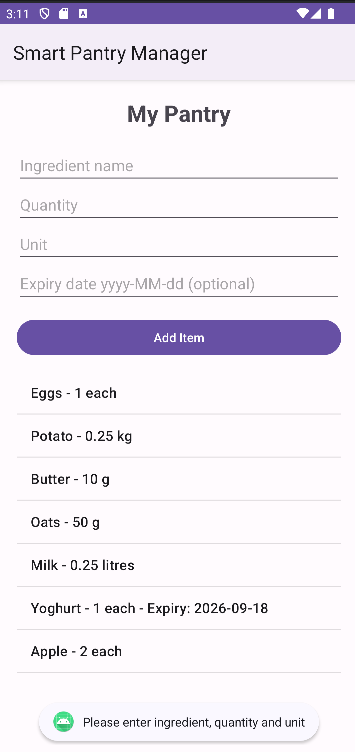 3:11
Smart Pantry Manager
My Pantry
Ingredient name
Quantity
Unit
Expiry date yyyy-MM-dd (optional)
Add Item
Eggs - 1 each
Potato - 0.25 kg
Butter - 10 g
Oats - 50 g
Milk - 0.25 litres
Yoghurt - 1 each - Expiry: 2026-09-18
Apple - 2 each
Please enter ingredient, quantity and unit